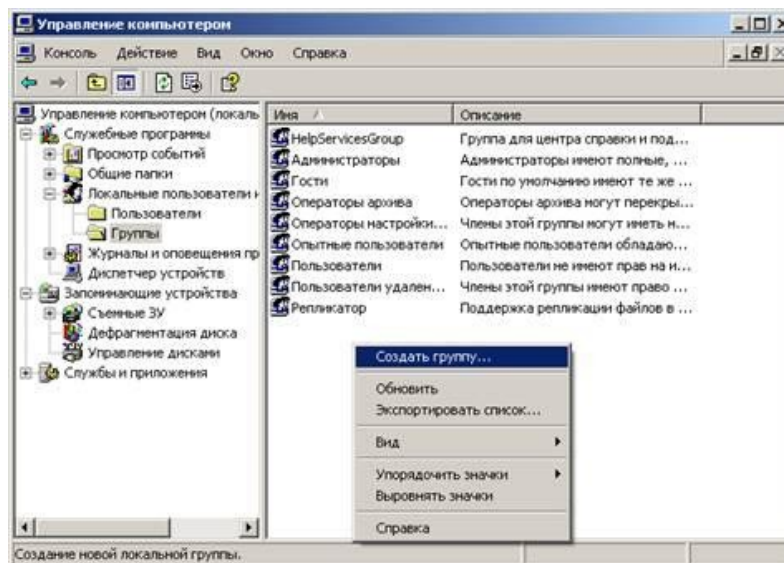 Управление компьютером
Консоль Действие Вид Окно Справка
Управление компьютером (локаль
Служебные программы
Просмотр событий
Общие папки
Локальные пользователи и
Пользователи
Группы
Журналы и оповещения пр
Диспетчер устройств
Запоминающие устройства
Съемные ЗУ
Дефрагментация диска
Управление дисками
Службы и приложения
Имя Описание
HelpServicesGroup Группа для центра справки и под...
Администраторы Администраторы имеют полные, ...
Гости Гости по умолчанию имеют те же ...
Операторы архива Операторы архива могут перекры...
Операторы настройки... Члены этой группы могут иметь н...
Опытные пользователи Опытные пользователи обладаю...
Пользователи Пользователи не имеют прав на и...
Пользователи удален... Члены этой группы имеют право ...
Репликатор Поддержка репликации файлов в ...
Создать группу...
Обновить
Экспортировать список...
Вид
Упорядочить значки
Выровнять значки
Справка
Создание новой локальной группы.